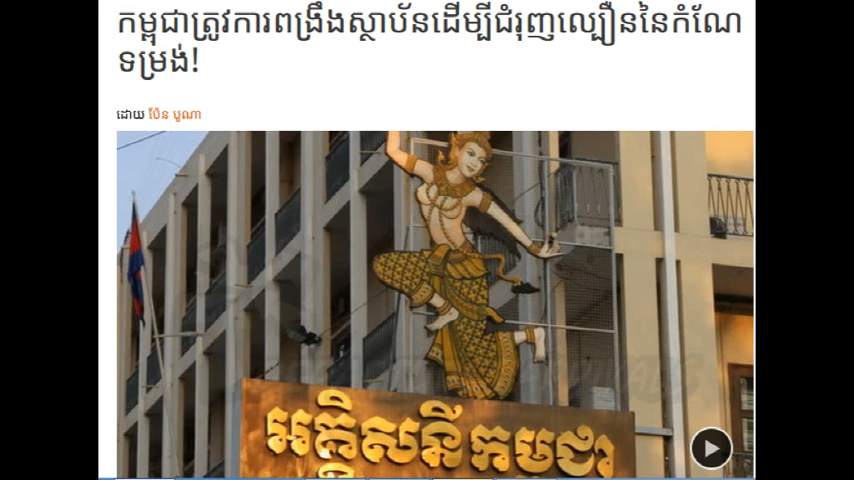 កម្ពុជាត្រូវការពង្រឹងស្ថាប័នដើម្បីជំរុញល្បឿននៃកំណែ
ទម្រង់!
ដោយ ប៉ែន បូណា
អគ្គិសនីកម្ពុជា